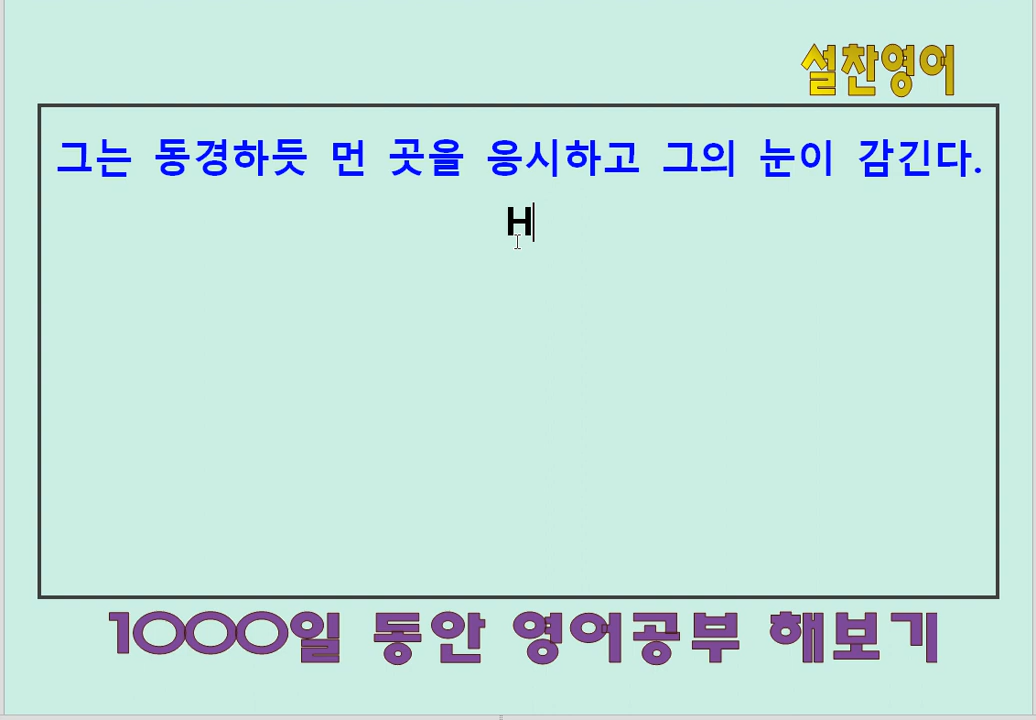 설찬영어
그는 동경하듯 먼 곳을 응시하고 그의 눈이 감긴다.
H
1000일 동안 영어공부 해보기